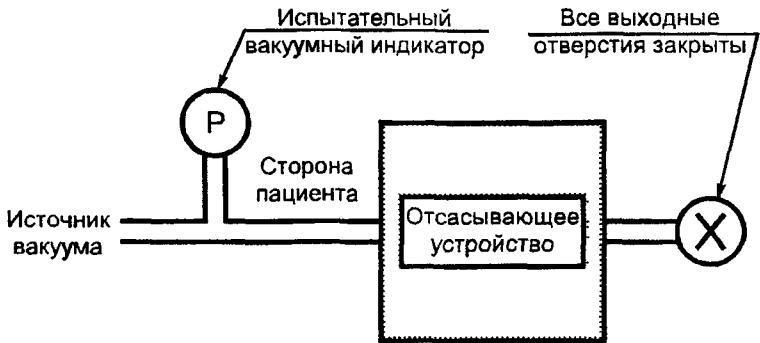 Испытательный
вакуумный индикатор
Все выходные
отверстия закрыты
P
Сторона
пациента
Источник
вакуума
Отсасывающее
устройство
X